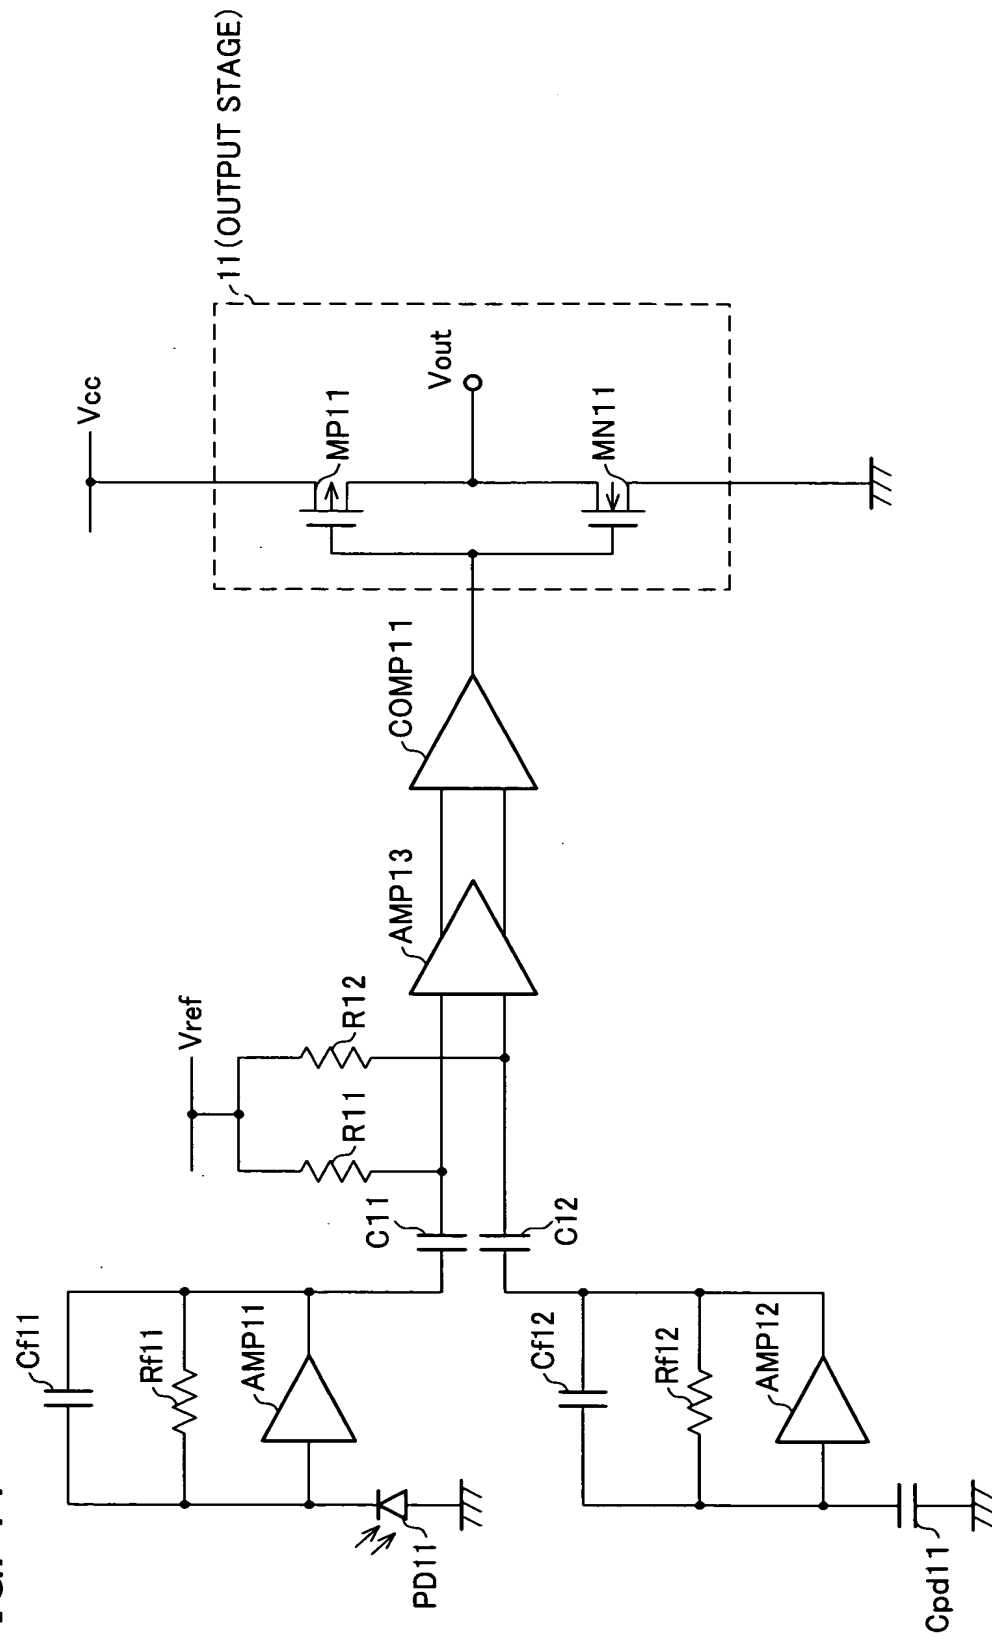 Cf11
Rf11
AMP11
PD11
Cf12
Rf12
AMP12
Cpd11
C11
C12
Vref
R11
R12
AMP13
COMP11
Vcc
MP11
Vout
MN11
11(OUTPUT STAGE)